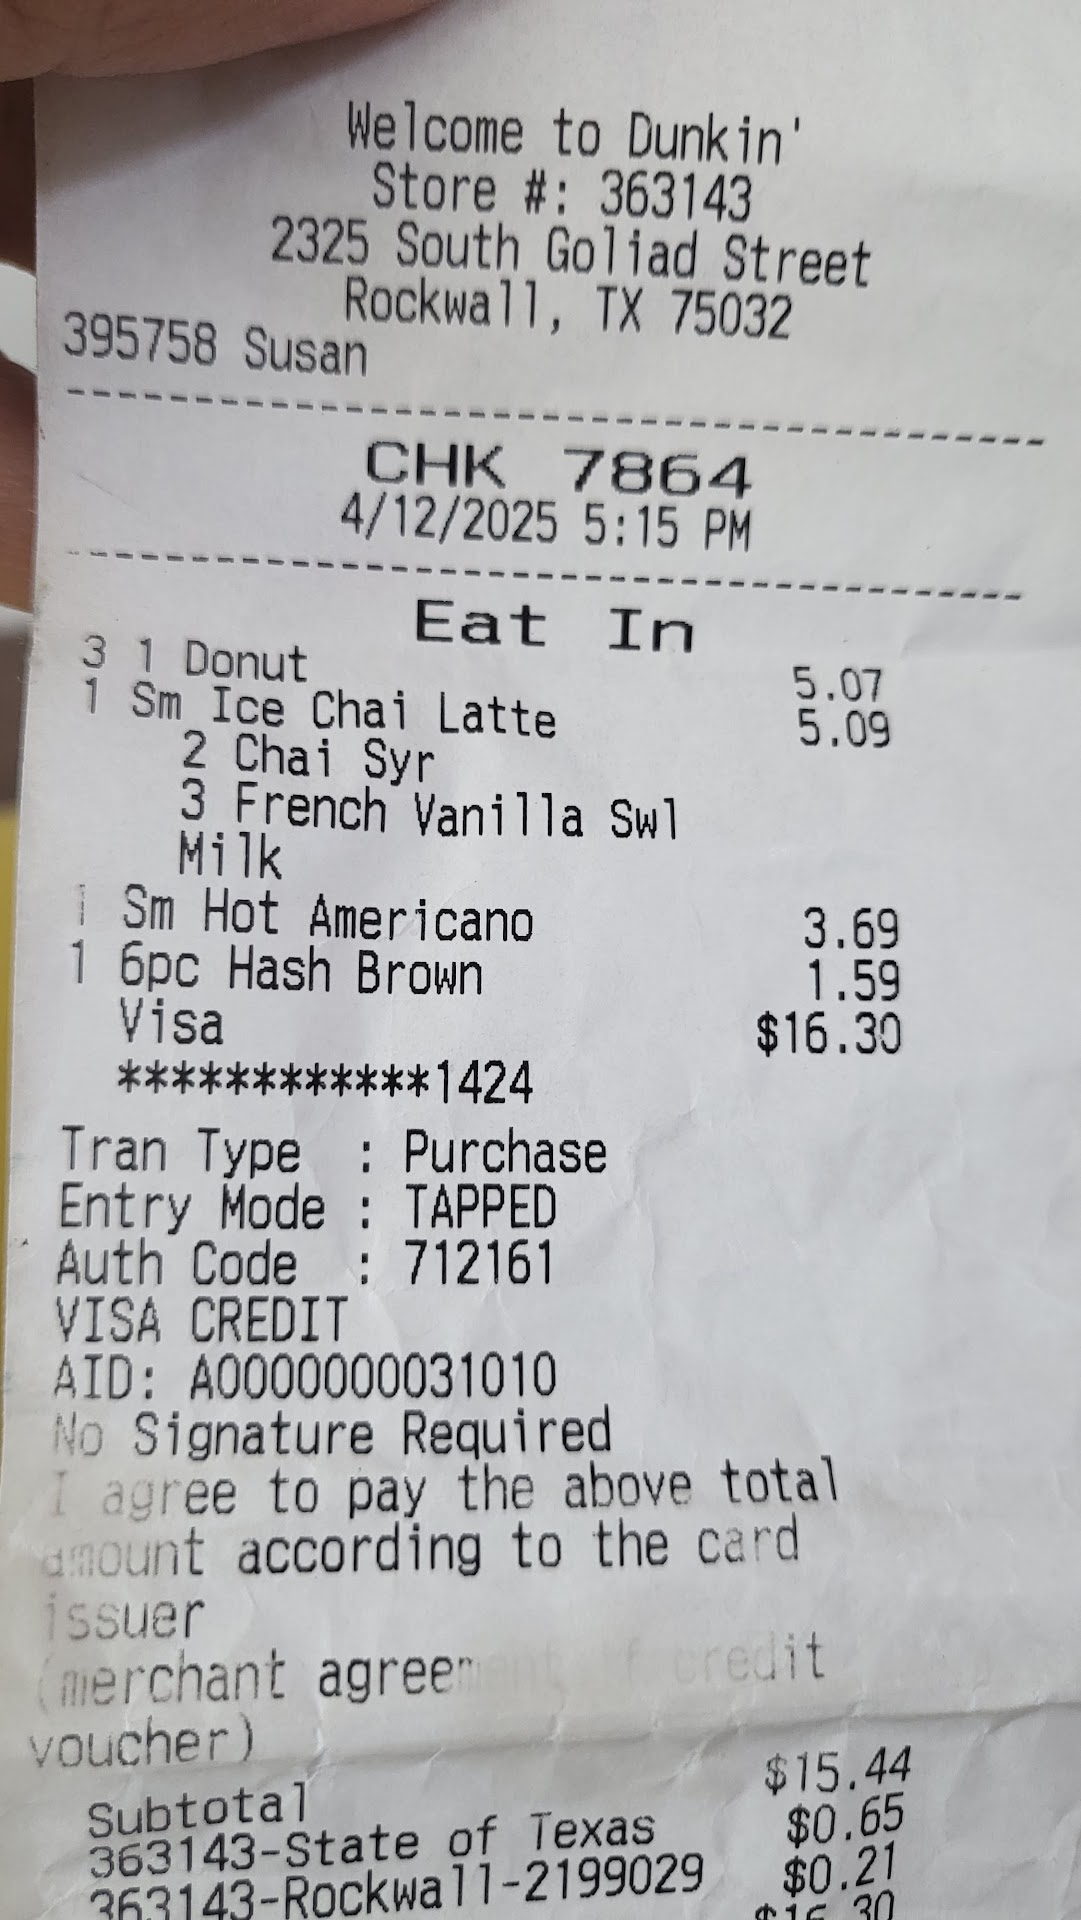 Welcome to Dunkin'
Store #: 363143
2325 South Goliad Street
Rockwall, TX 75032
395758 Susan
----------------------------------------
CHK 7864
4/12/2025 5:15 PM
----------------------------------------
Eat In
3 1 Donut 5.07
1 Sm Ice Chai Latte 5.09
2 Chai Syr
3 French Vanilla Swl
Milk
1 Sm Hot Americano 3.69
1 6pc Hash Brown 1.59
Visa $16.30
************1424
Tran Type : Purchase
Entry Mode : TAPPED
Auth Code : 712161
VISA CREDIT
AID: A0000000031010
No Signature Required
I agree to pay the above total
amount according to the card
issuer
(merchant agreement if credit
voucher)
Subtotal $15.44
363143-State of Texas $0.65
363143-Rockwall-2199029 $0.21
$16.30